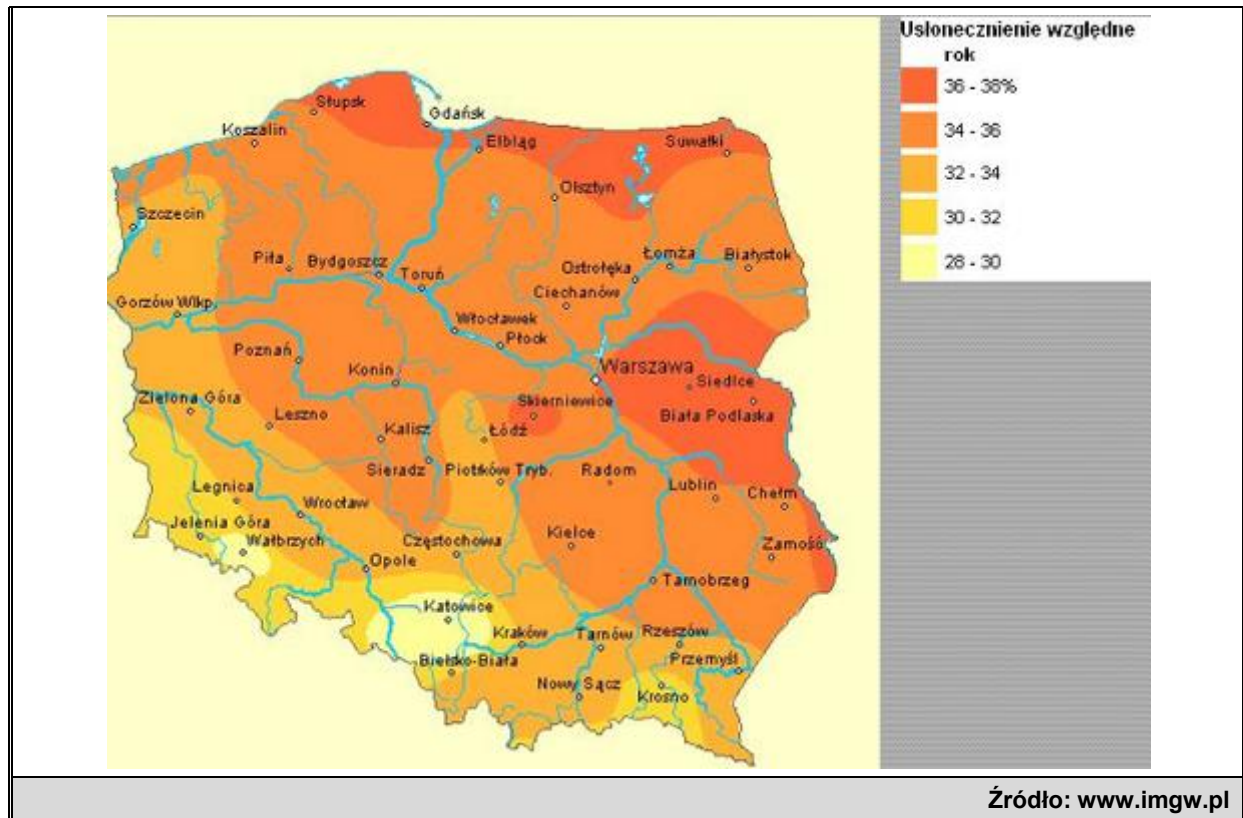 Usłonecznienie względne
rok
36 - 38%
34 - 36
32 - 34
30 - 32
28 - 30
Słupsk
Gdańsk
Koszalin
Elbląg
Suwałki
Olsztyn
Szczecin
Piła
Bydgoszcz
Toruń
Ostrołęka
Łomża
Białystok
Ciechanów
Gorzów Wlkp.
Włocławek
Płock
Poznań
Konin
Warszawa
Siedlce
Zielona Góra
Leszno
Kalisz
Skierniewice
Łódź
Biała Podlaska
Sieradz
Piotrków Tryb.
Radom
Lublin
Chełm
Legnica
Wrocław
Jelenia Góra
Wałbrzych
Częstochowa
Kielce
Zamość
Opole
Tarnobrzeg
Katowice
Kraków
Tarnów
Rzeszów
Bielsko-Biała
Przemyśl
Nowy Sącz
Krosno
Źródło: www.imgw.pl